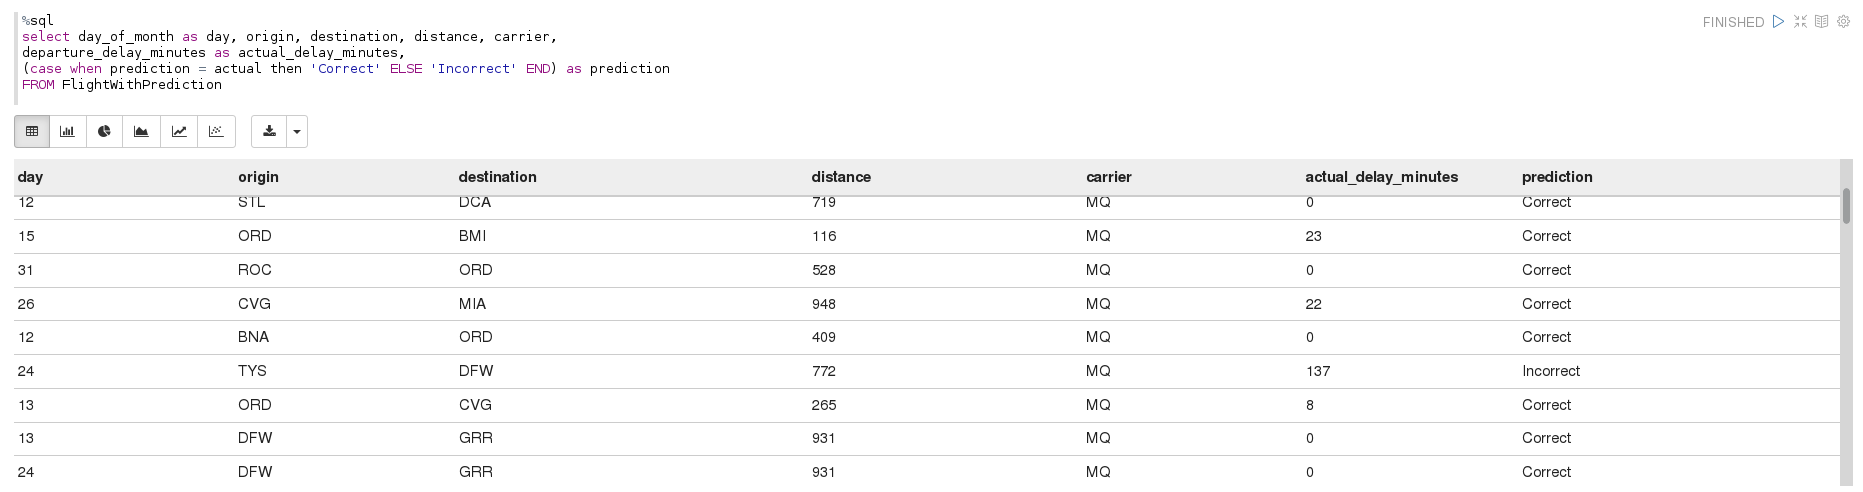 %sql
select day_of_month as day, origin, destination, distance, carrier,
departure_delay_minutes as actual_delay_minutes,
(case when prediction = actual then 'Correct' ELSE 'Incorrect' END) as prediction
FROM FlightWithPrediction
FINISHED
day origin destination distance carrier actual_delay_minutes prediction
12 STL DCA 719 MQ 0 Correct
15 ORD BMI 116 MQ 23 Correct
31 ROC ORD 528 MQ 0 Correct
26 CVG MIA 948 MQ 22 Correct
12 BNA ORD 409 MQ 0 Correct
24 TYS DFW 772 MQ 137 Incorrect
13 ORD CVG 265 MQ 8 Correct
13 DFW GRR 931 MQ 0 Correct
24 DFW GRR 931 MQ 0 Correct